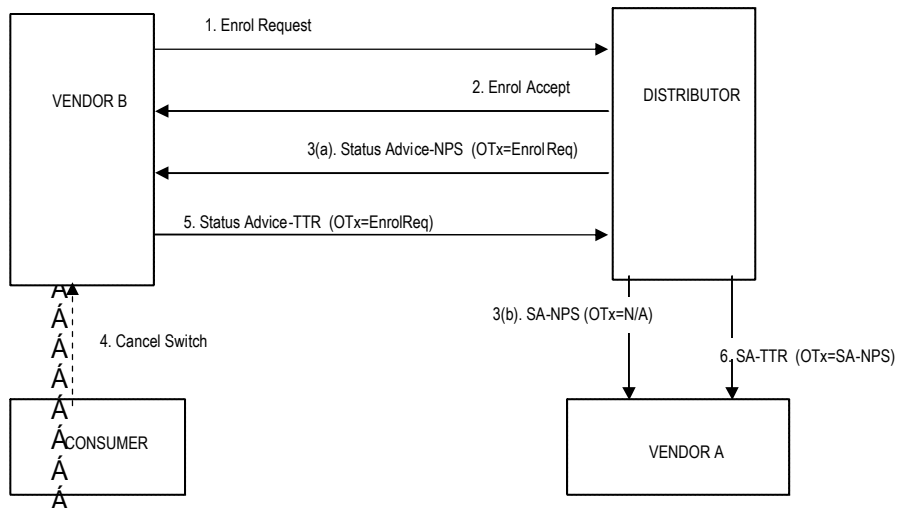 1. Enrol Request
2. Enrol Accept
VENDOR B
DISTRIBUTOR
3(a). Status Advice-NPS (OTx=EnrolReq)
5. Status Advice-TTR (OTx=EnrolReq)
3(b). SA-NPS (OTx=N/A)
4. Cancel Switch
6. SA-TTR (OTx=SA-NPS)
CONSUMER
VENDOR A
Á
Á
Á
Á
Á
Á
Á
Á
Á